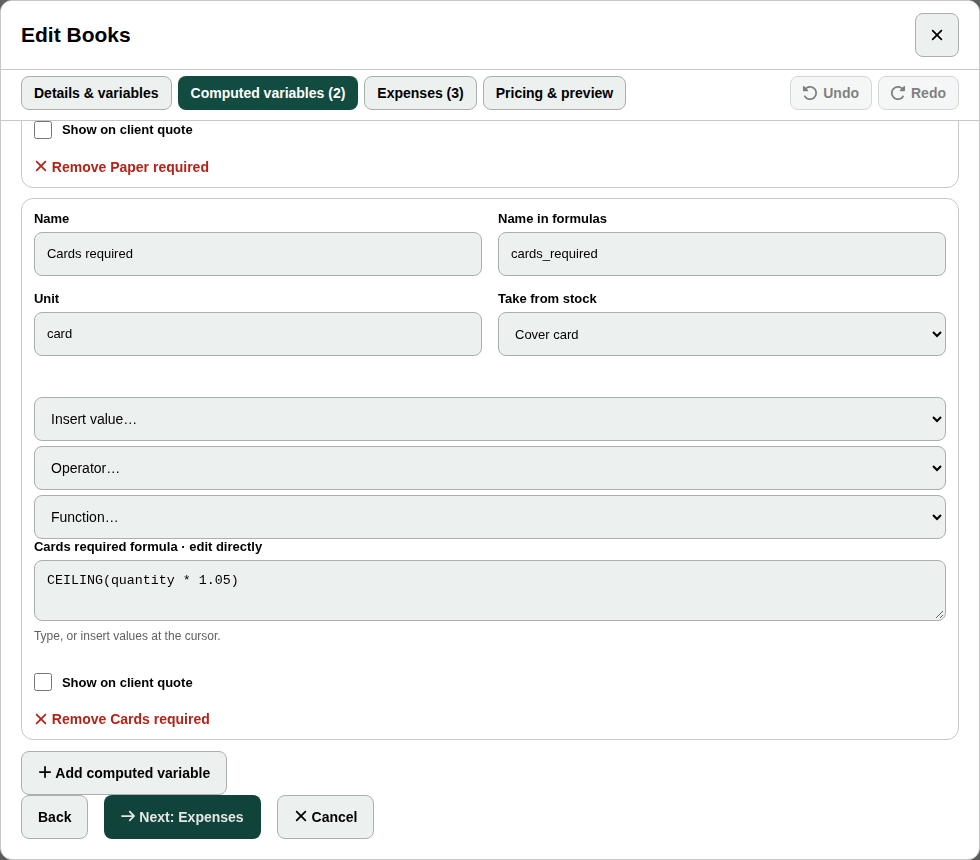 Edit Books
Details & variables
Computed variables (2)
Expenses (3)
Pricing & preview
Undo
Redo
Show on client quote
Remove Paper required
Name
Name in formulas
Cards required
cards_required
Unit
Take from stock
card
Cover card
Insert value…
Operator…
Function…
Cards required formula · edit directly
CEILING(quantity * 1.05)
Type, or insert values at the cursor.
Show on client quote
Remove Cards required
Add computed variable
Back
Next: Expenses
Cancel